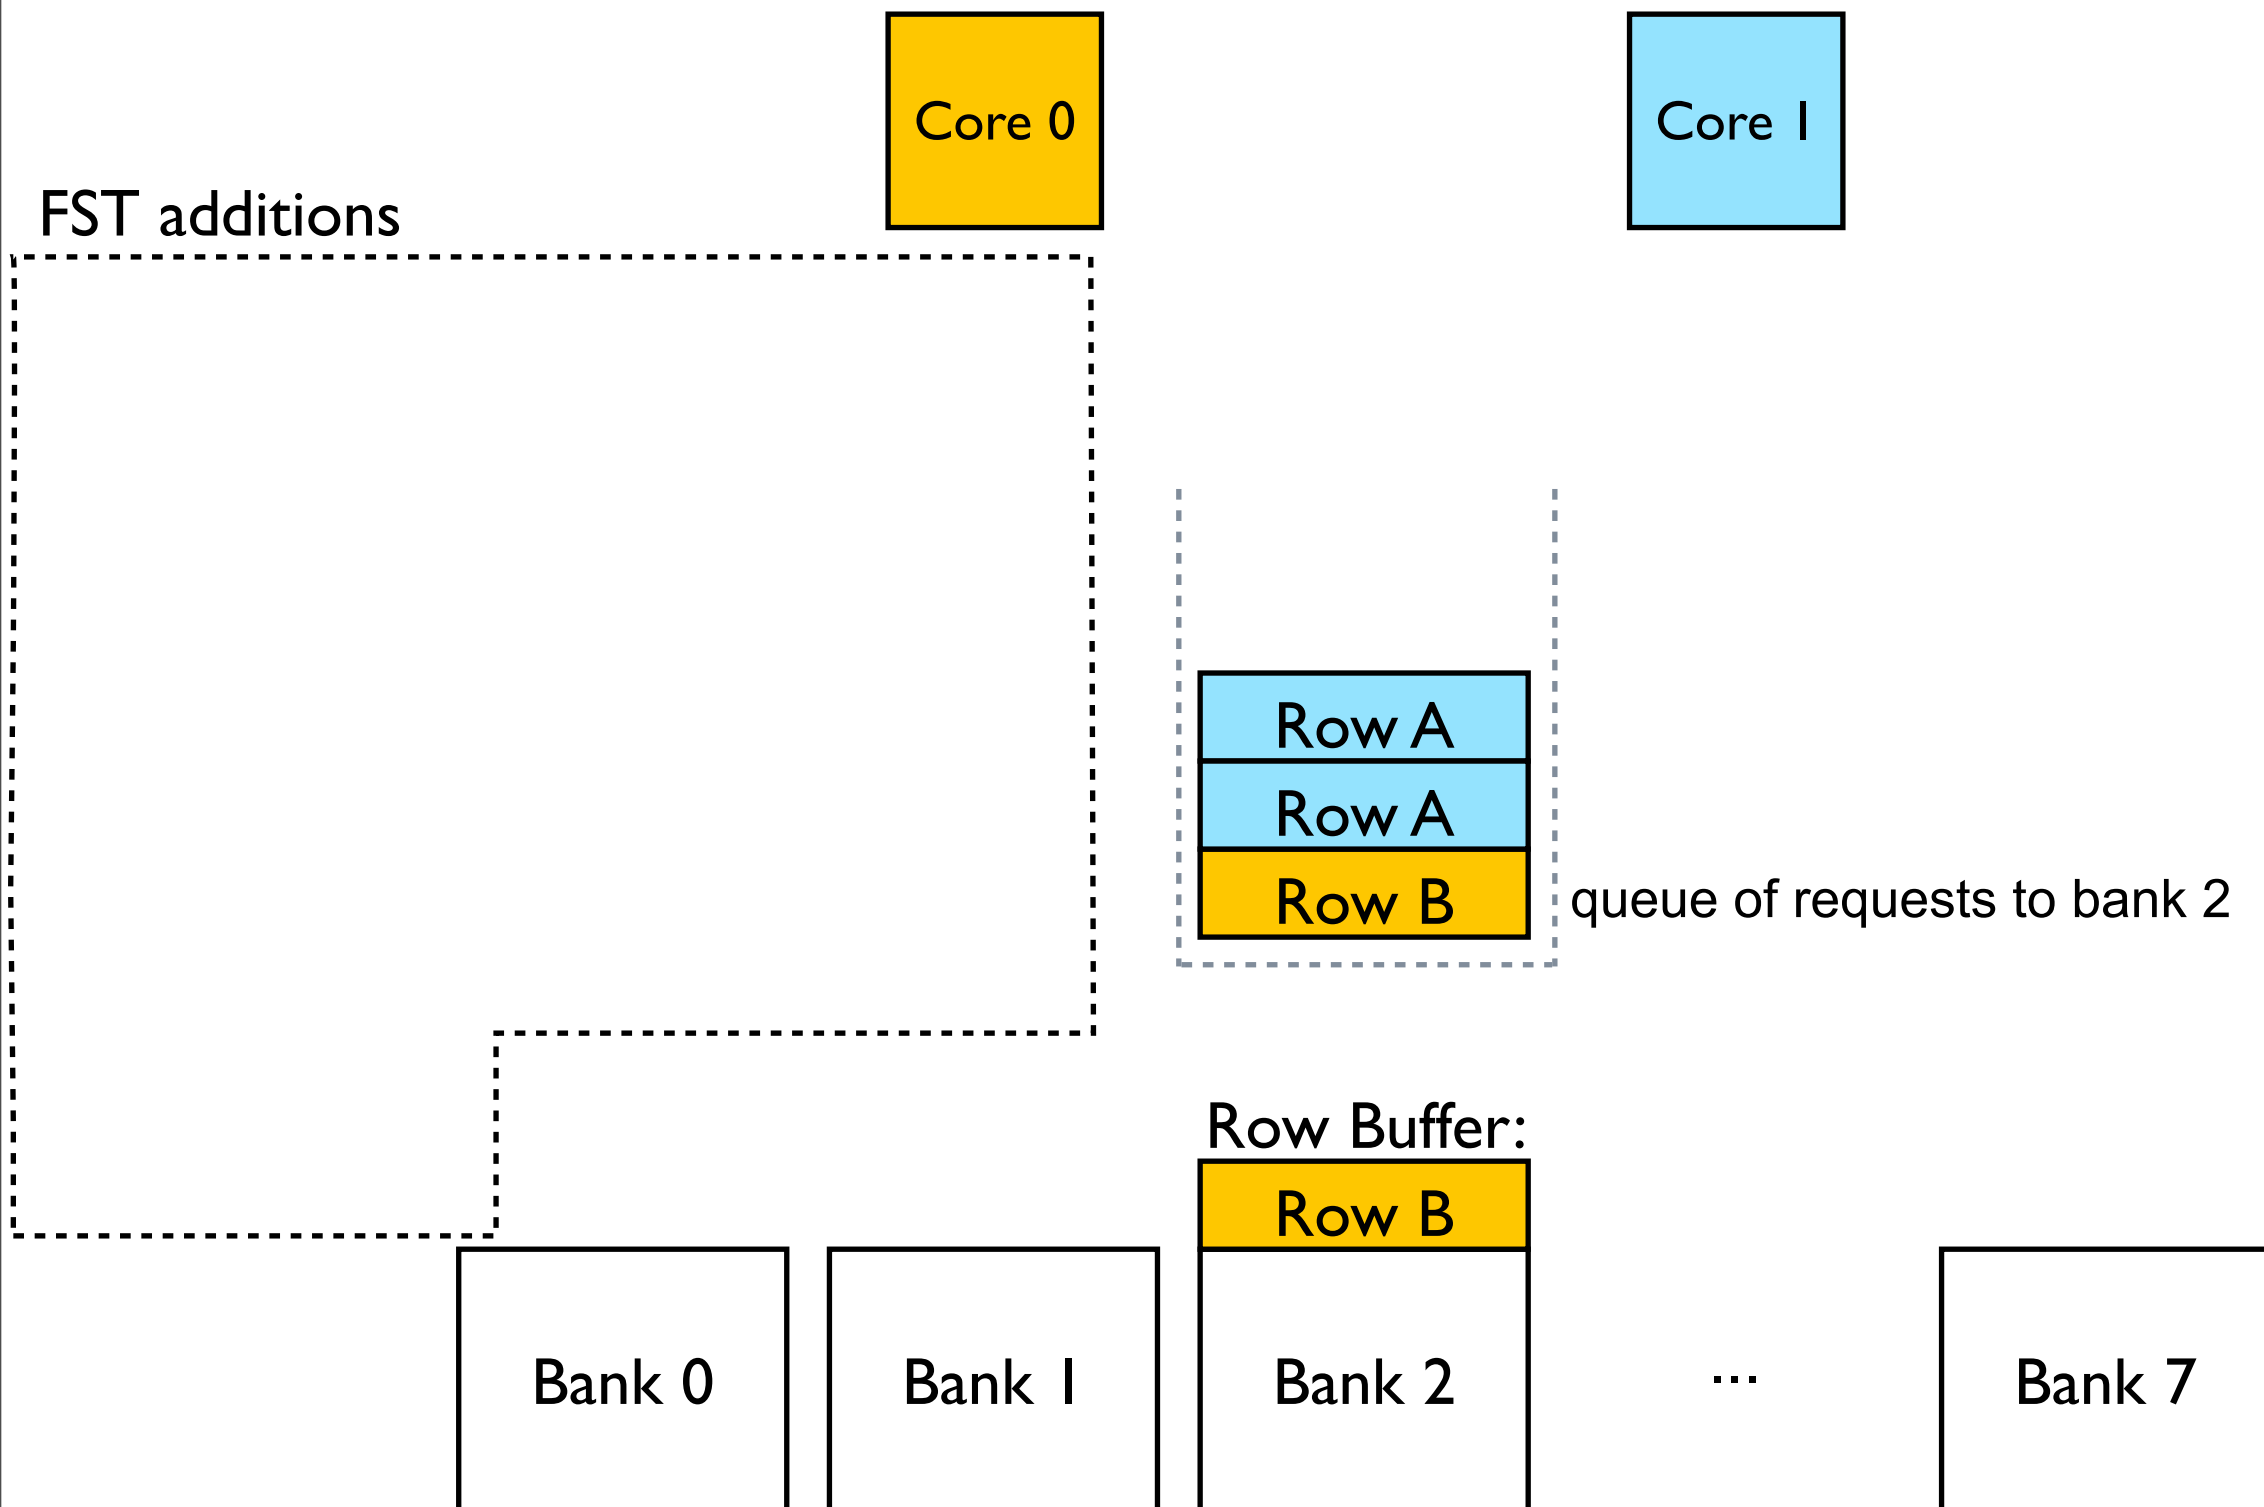 Core 0
Core 1
FST additions
Row A
Row A
Row B
queue of requests to bank 2
Row Buffer:
Row B
Bank 0
Bank 1
Bank 2
...
Bank 7